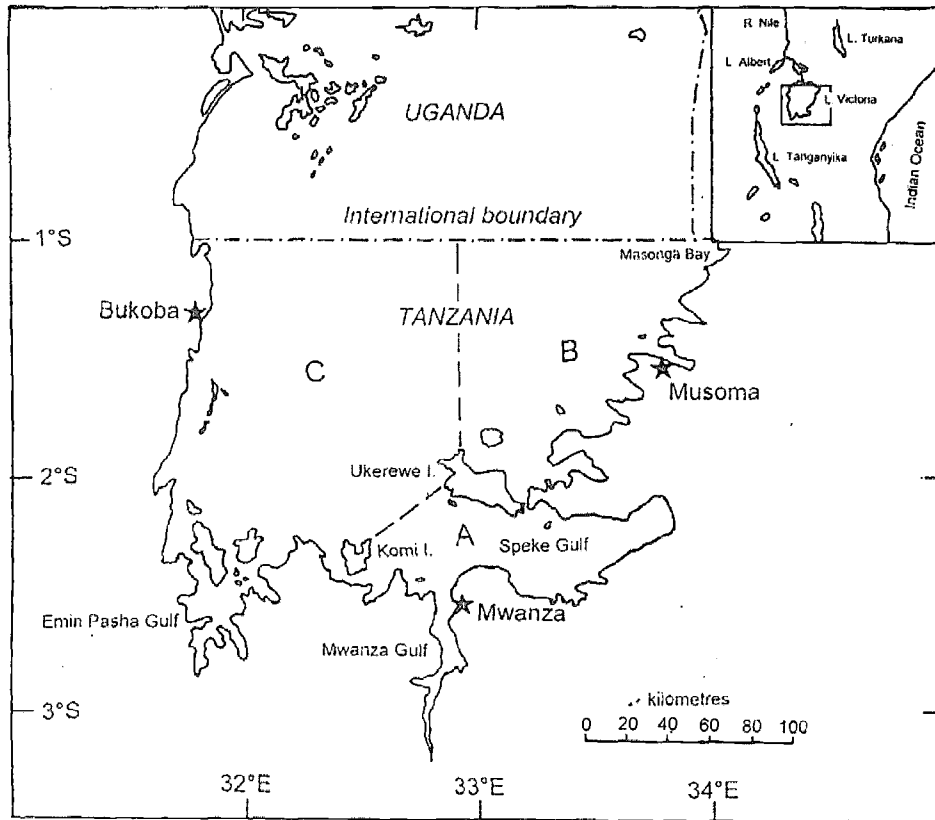 R. Nile
L. Turkana
L. Albert
L. Victoria
L. Tanganyika
Indian Ocean
UGANDA
International boundary
1°S
Masonga Bay
Bukoba
TANZANIA
B
C
Musoma
Ukerewe I.
2°S
A
Komi I.
Speke Gulf
Mwanza
Emin Pasha Gulf
Mwanza Gulf
kilometres
3°S
0 20 40 60 80 100
32°E 33°E 34°E